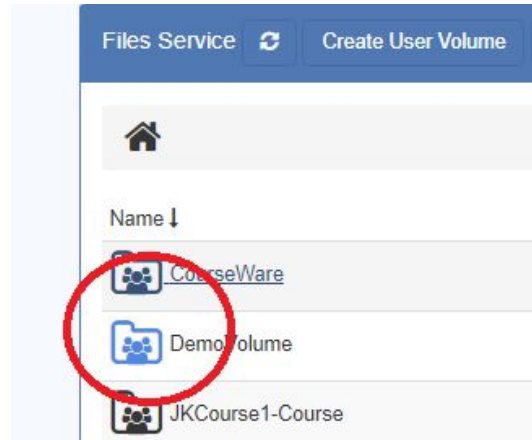 Files Service Create User Volume
Name
CourseWare
DemoVolume
JKCourse1-Course